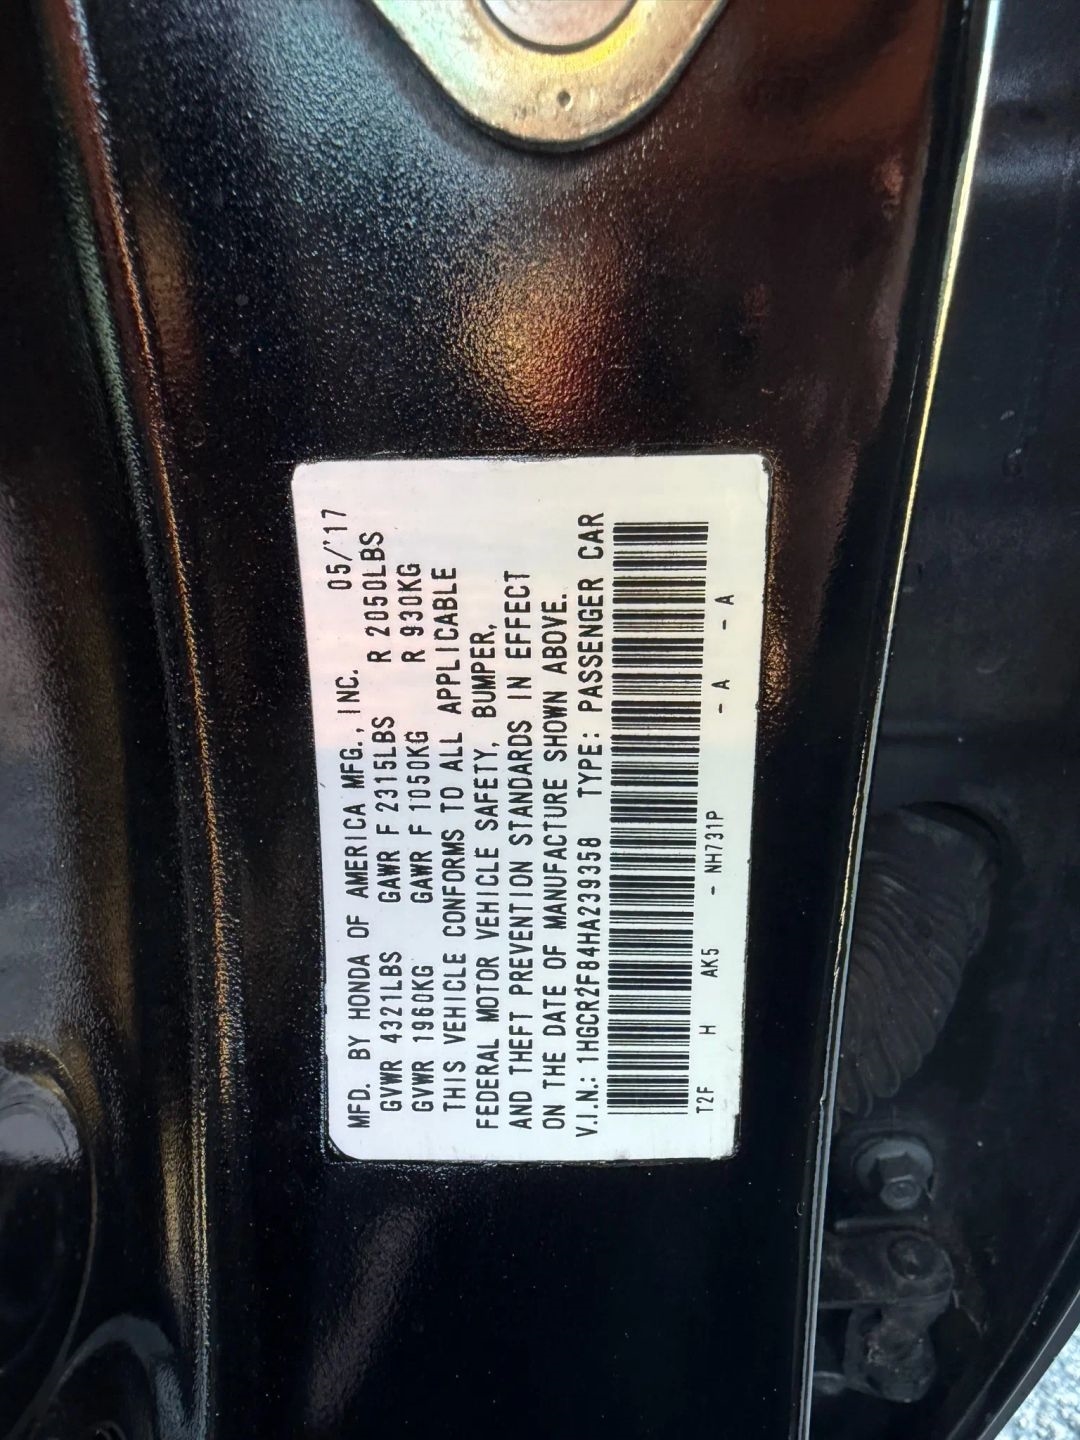 MFD. BY HONDA OF AMERICA MFG., INC. 05/'17
GVWR 4321LBS GAWR F 2315LBS R 2050LBS
GVWR 1960KG GAWR F 1050KG R 930KG
THIS VEHICLE CONFORMS TO ALL APPLICABLE
FEDERAL MOTOR VEHICLE SAFETY, BUMPER,
AND THEFT PREVENTION STANDARDS IN EFFECT
ON THE DATE OF MANUFACTURE SHOWN ABOVE.
V.I.N.: 1HGCR2F84HA239358 TYPE: PASSENGER CAR
T2F H AK5 - NH731P - A - A